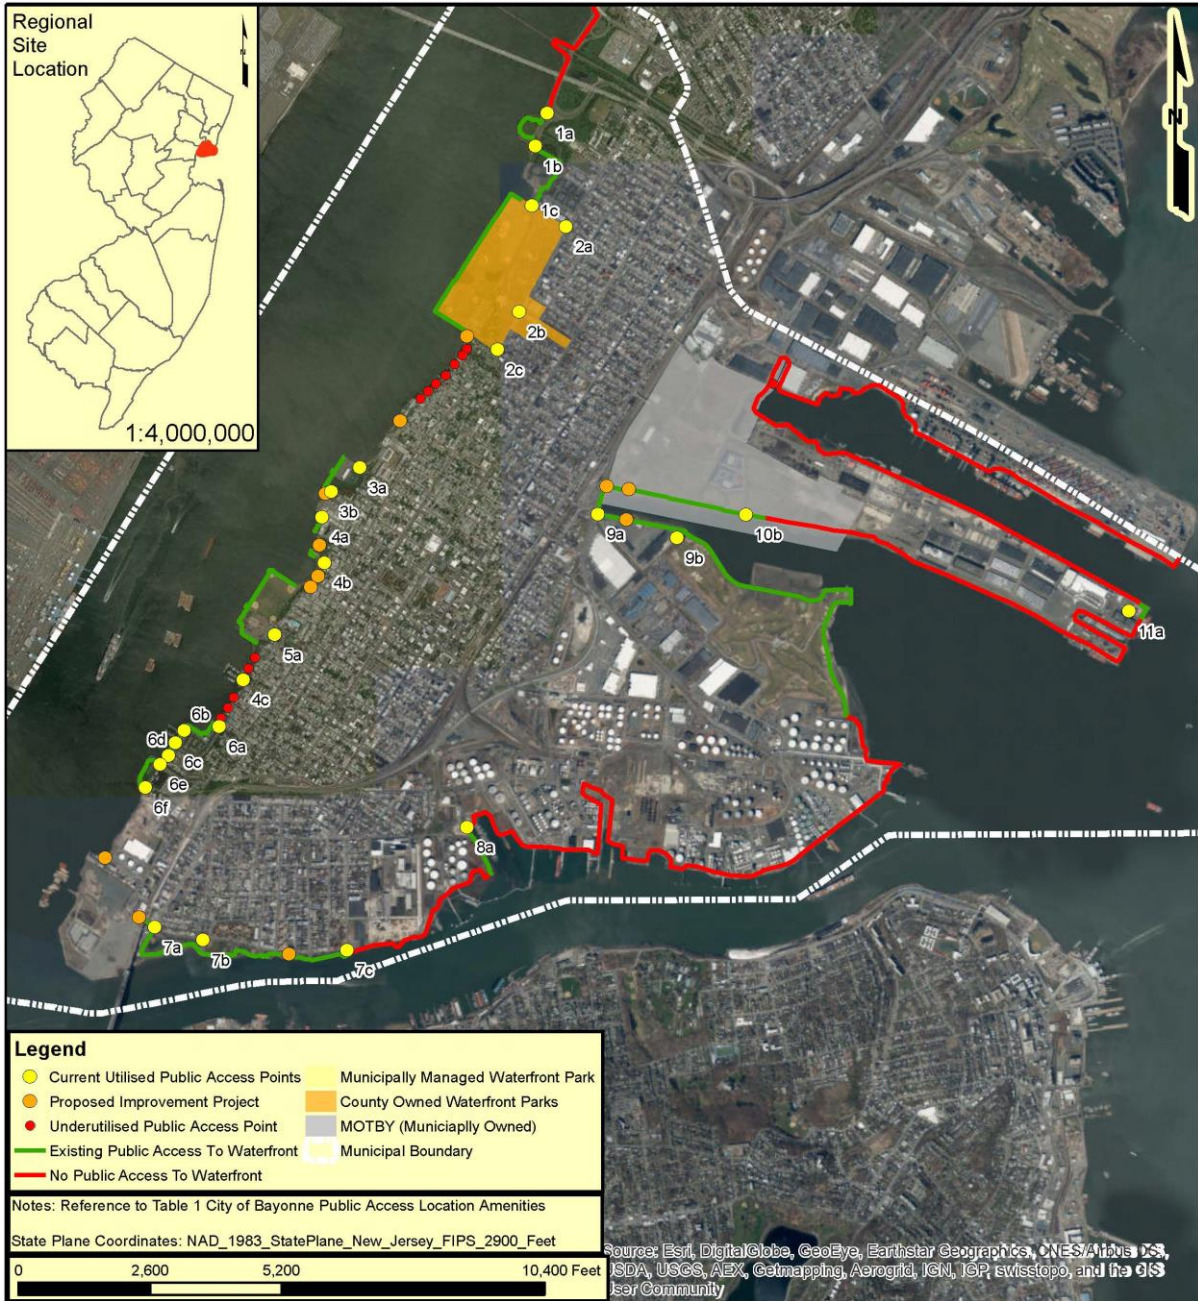 Regional
Site
Location
N
1:4,000,000
N
1a
1b
1c
2a
2b
2c
3a
3b
4a
4b
9a
10b
9b
11a
5a
4c
6b
6a
6d
6c
6e
6f
8a
7a
7b
7c
Legend
Current Utilised Public Access Points
Proposed Improvement Project
Underutilised Public Access Point
Existing Public Access To Waterfront
No Public Access To Waterfront
Municipally Managed Waterfront Park
County Owned Waterfront Parks
MOTBY (Municiaplly Owned)
Municipal Boundary
Notes: Reference to Table 1 City of Bayonne Public Access Location Amenities
State Plane Coordinates: NAD_1983_StatePlane_New_Jersey_FIPS_2900_Feet
0 2,600 5,200 10,400 Feet
Source: Esri, DigitalGlobe, GeoEye, Earthstar Geographics, CNES/Airbus DS,
USDA, USGS, AEX, Getmapping, Aerogrid, IGN, IGP, swisstopo, and the GIS
User Community